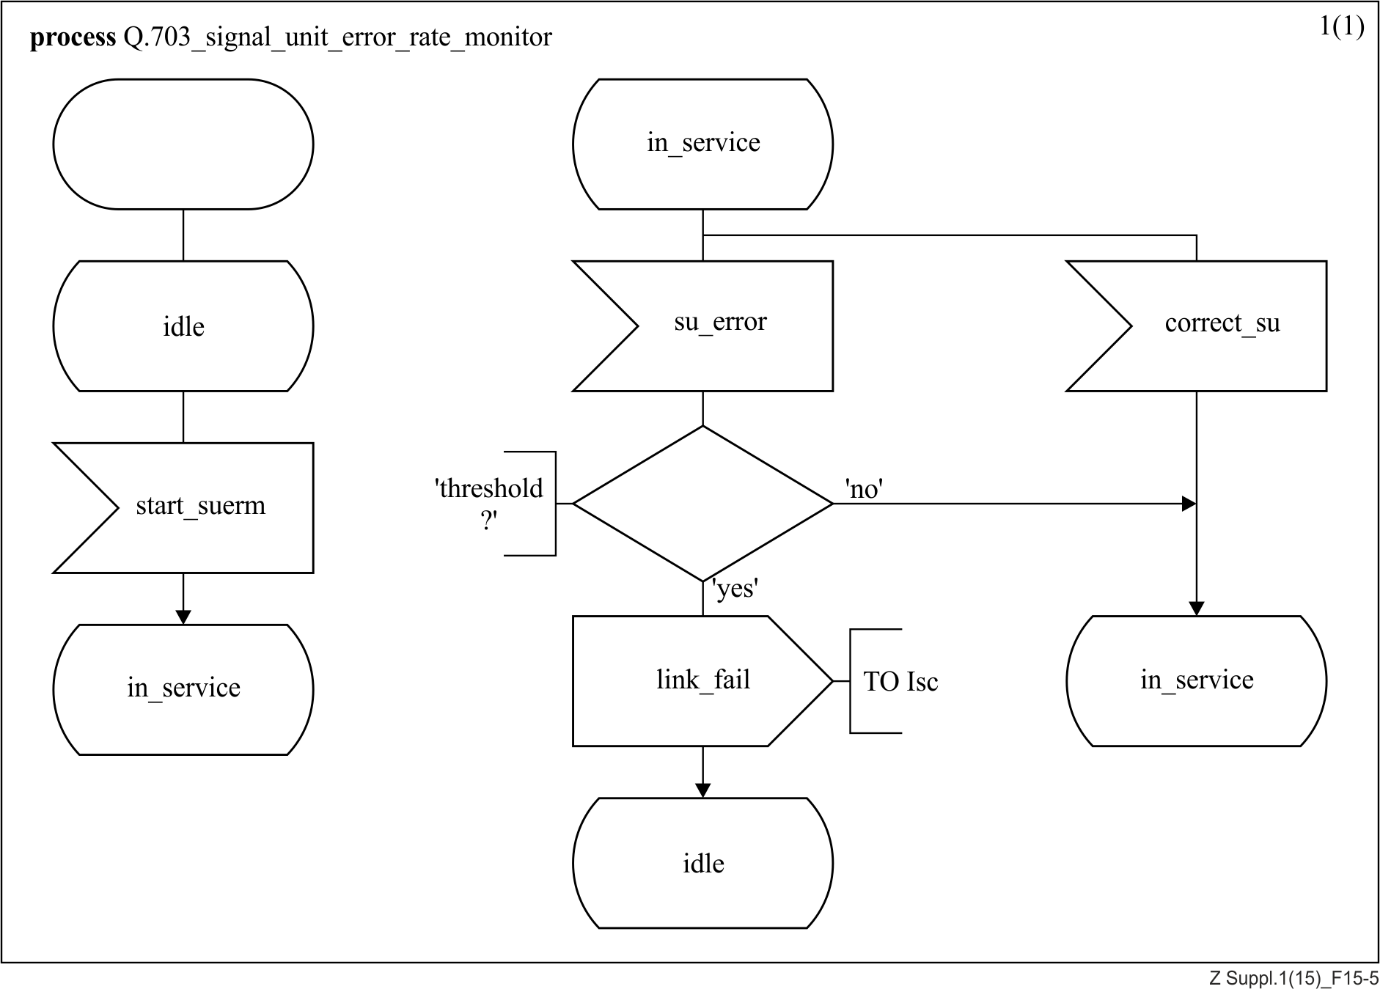 process Q.703_signal_unit_error_rate_monitor
1(1)
in_service
idle
su_error
correct_su
start_suerm
'threshold
?'
'no'
'yes'
in_service
link_fail
TO Isc
in_service
idle
Z Suppl.1(15)_F15-5